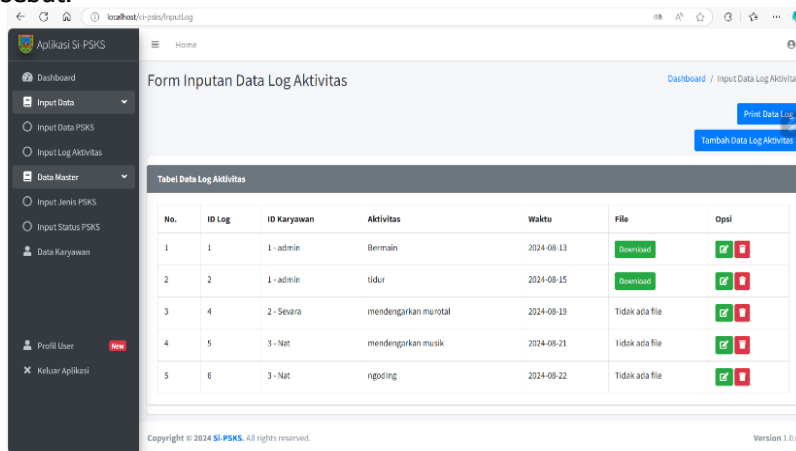 sebut.
localhost/ci-psks/InputLog
Aplikasi Si-PSKS
Home
Dashboard
Input Data
Input Data PSKS
Input Log Aktivitas
Data Master
Input Jenis PSKS
Input Status PSKS
Data Karyawan
Profil User New
Keluar Aplikasi
Form Inputan Data Log Aktivitas
Dashboard / Input Data Log Aktivita
Print Data Log
Tambah Data Log Aktivitas
Tabel Data Log Aktivitas
No. ID Log ID Karyawan Aktivitas Waktu File Opsi
1 1 1 - admin Bermain 2024-08-13 Download
2 2 1 - admin tidur 2024-08-15 Download
3 4 2 - Sevara mendengarkan murotal 2024-08-19 Tidak ada file
4 5 3 - Nat mendengarkan musik 2024-08-21 Tidak ada file
5 6 3 - Nat ngoding 2024-08-22 Tidak ada file
Copyright © 2024 Si-PSKS. All rights reserved.
Version 1.0.